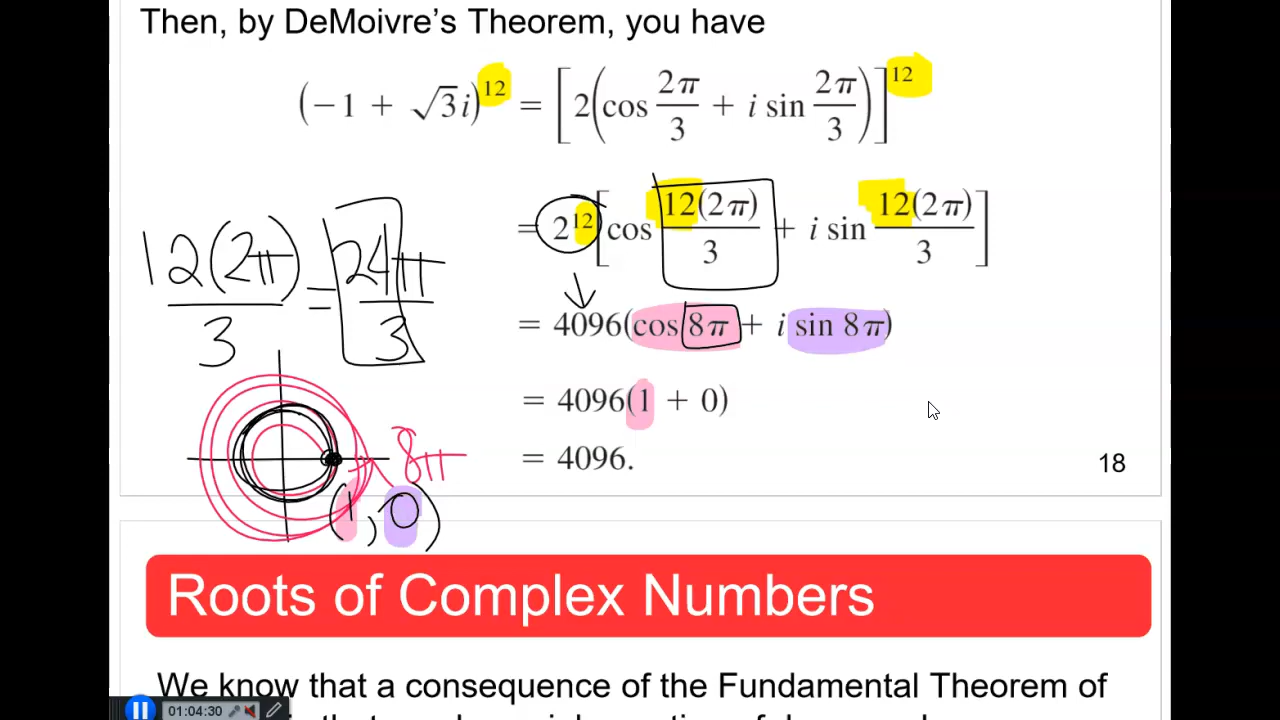 Then, by DeMoivre's Theorem, you have
(−1 + √3i)^12 = [2(cos 2π/3 + i sin 2π/3)]^12
= 2^12[cos 12(2π)/3 + i sin 12(2π)/3]
12(2π)/3 = 24π/3
= 4096(cos 8π + i sin 8π)
= 4096(1 + 0)
8π
= 4096.
18
(1, 0)
Roots of Complex Numbers
We know that a consequence of the Fundamental Theorem of
01:04:30